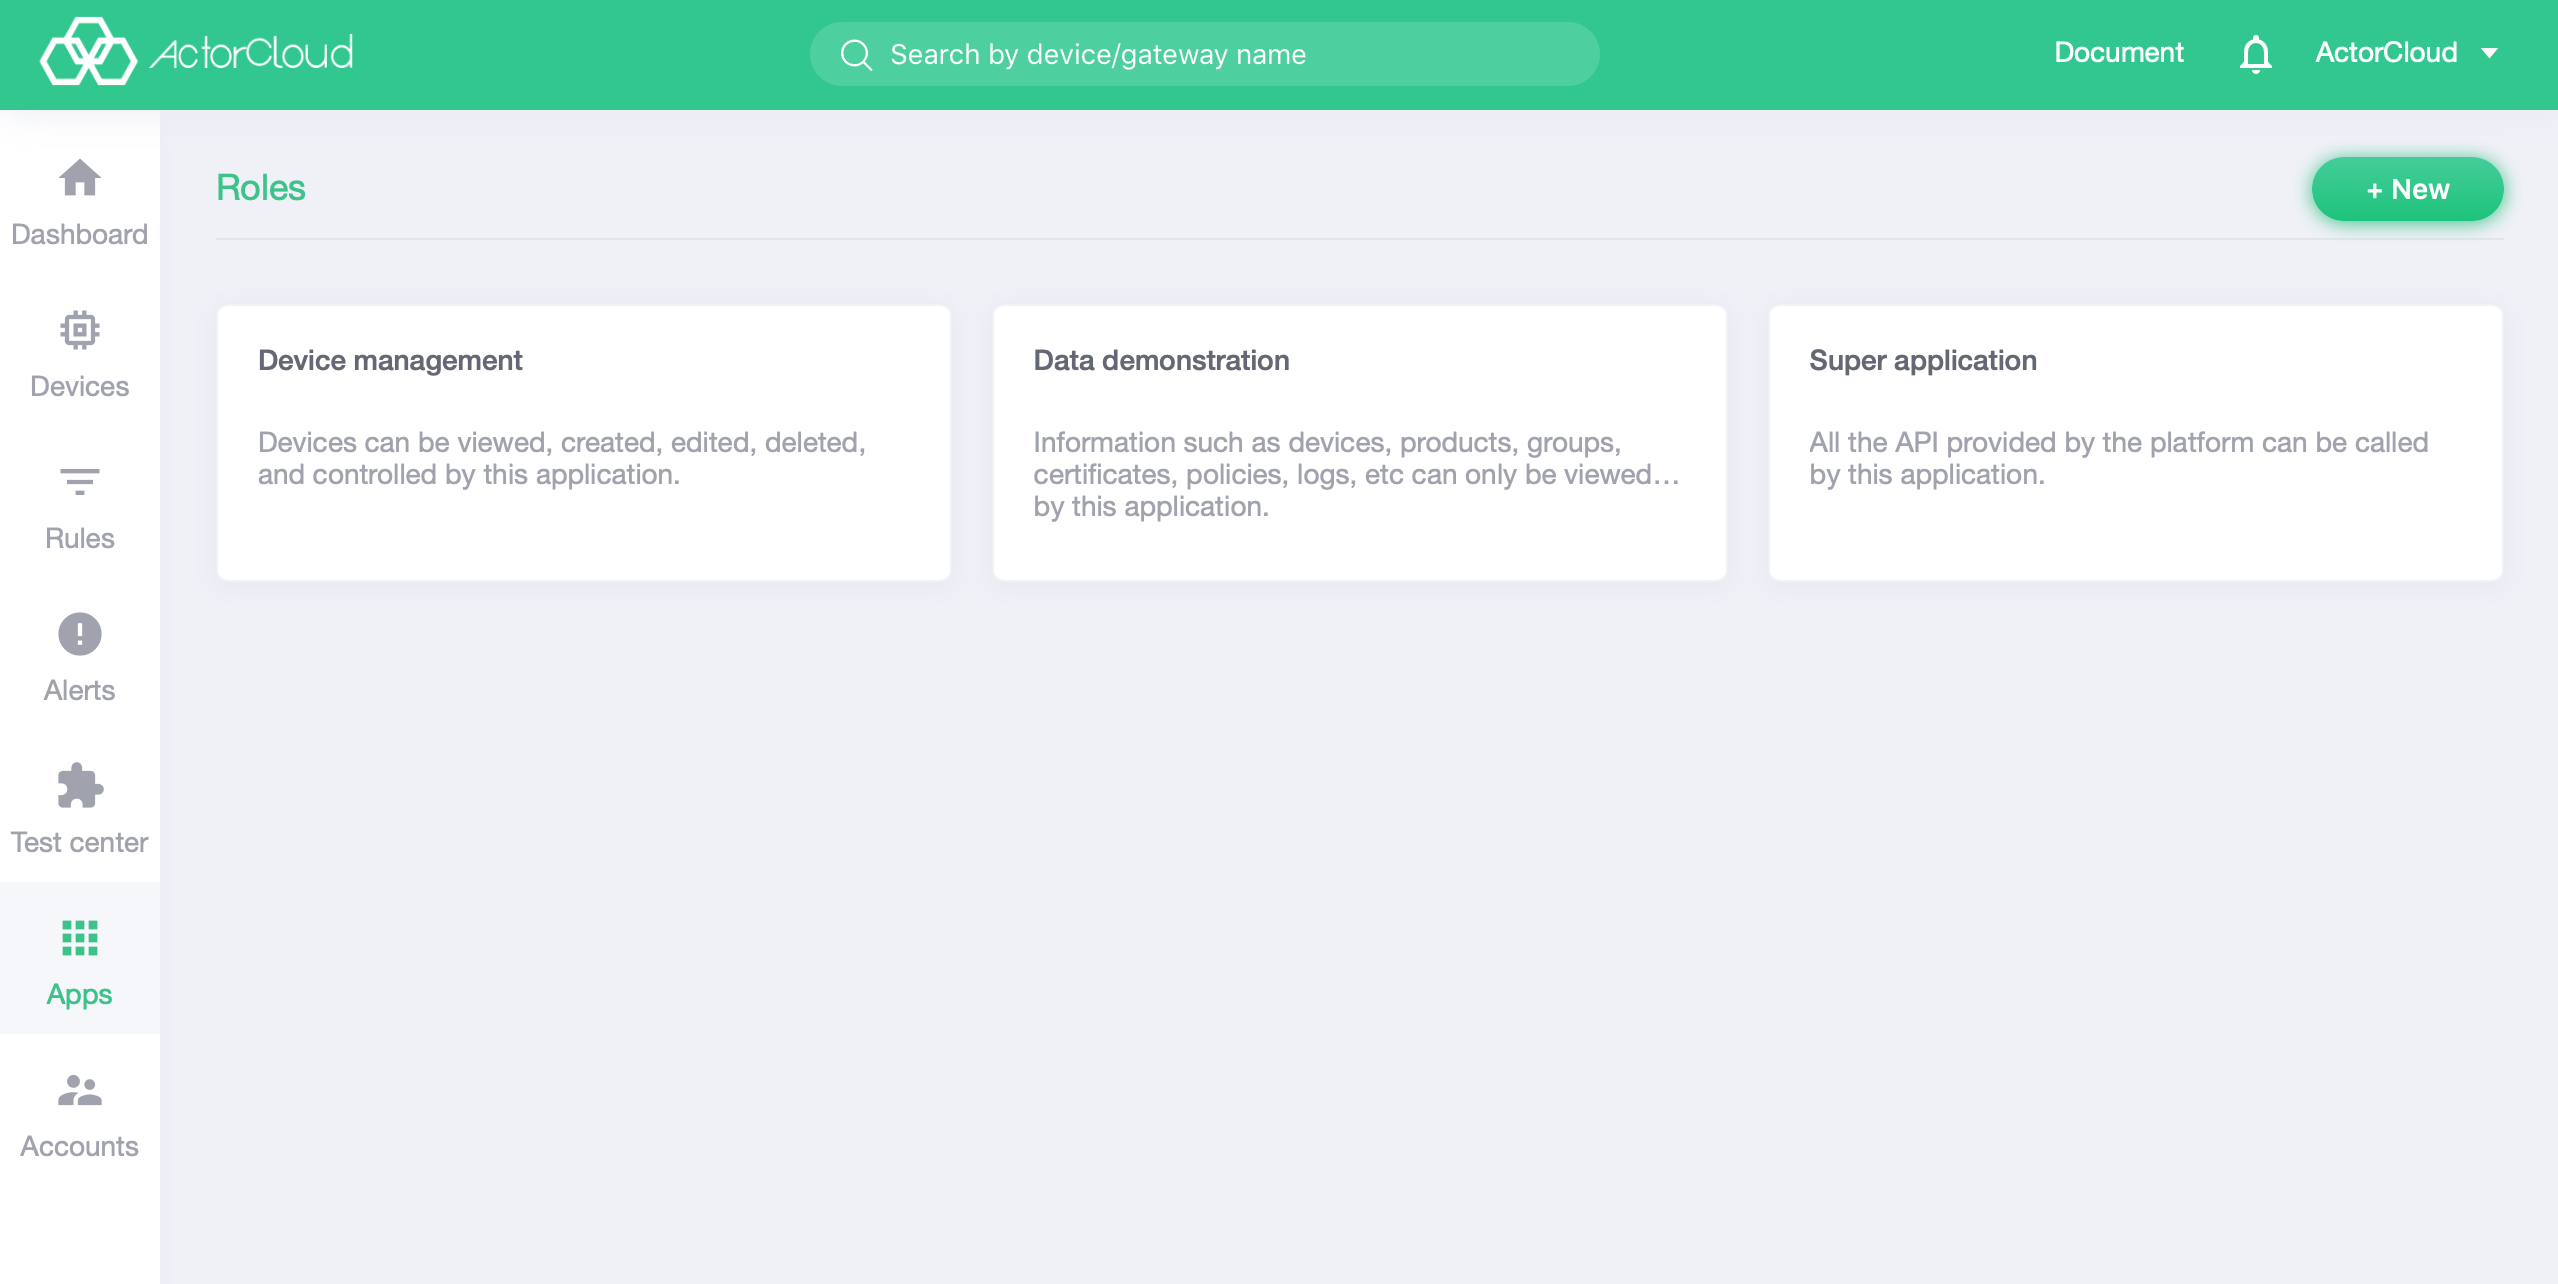 ActorCloud
Search by device/gateway name
Document
ActorCloud
Dashboard
Devices
Rules
Alerts
Test center
Apps
Accounts
Roles
+ New
Device management
Devices can be viewed, created, edited, deleted,
and controlled by this application.
Data demonstration
Information such as devices, products, groups,
certificates, policies, logs, etc can only be viewed…
by this application.
Super application
All the API provided by the platform can be called
by this application.